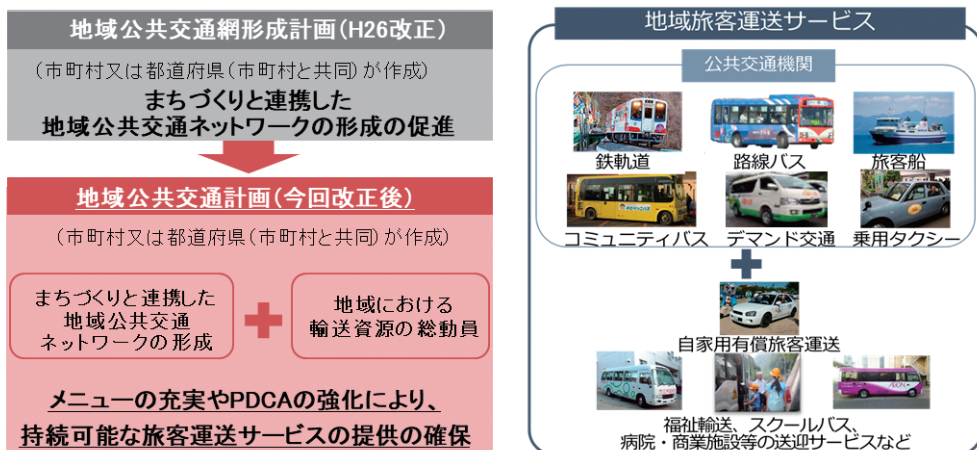 地域公共交通網形成計画(H26改正)
(市町村又は都道府県(市町村と共同)が作成)
まちづくりと連携した
地域公共交通ネットワークの形成の促進
地域公共交通計画(今回改正後)
(市町村又は都道府県(市町村と共同)が作成)
まちづくりと連携した
地域公共交通
ネットワークの形成
+
地域における
輸送資源の総動員
メニューの充実やPDCAの強化により、
持続可能な旅客運送サービスの提供の確保
地域旅客運送サービス
公共交通機関
鉄軌道
路線バス
旅客船
コミュニティバス
デマンド交通
乗用タクシー
+
自家用有償旅客運送
福祉輸送、スクールバス、
病院・商業施設等の送迎サービスなど